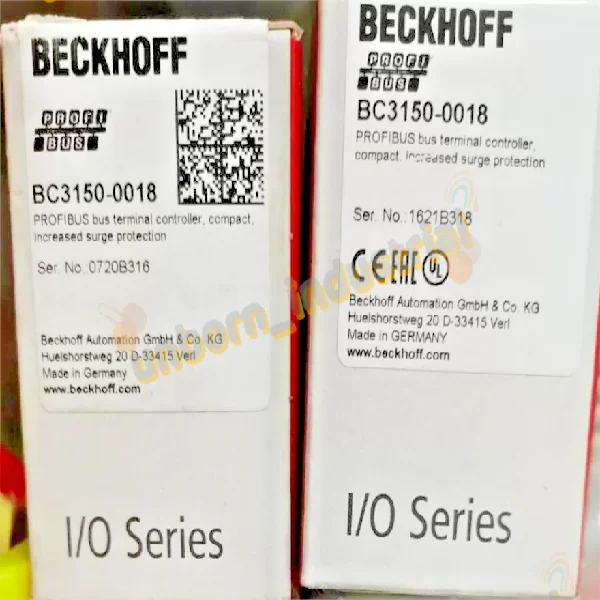 BECKHOFF
PROFI
BUS
BC3150-0018
PROFIBUS bus terminal controller, compact,
increased surge protection
Ser. No.:0720B316
Beckhoff Automation GmbH & Co. KG
Huelshorstweg 20 D-33415 Verl
Made in Germany
www.beckhoff.com
I/O Series
BECKHOFF
PROFI
BUS
BC3150-0018
PROFIBUS bus terminal controller,
compact, increased surge protection
Ser. No.:1621B318
CE EAC UL
Beckhoff Automation GmbH & Co. KG
Huelshorstweg 20 D-33415 Verl
Made in GERMANY
www.beckhoff.com
I/O Series
unborn_industrial